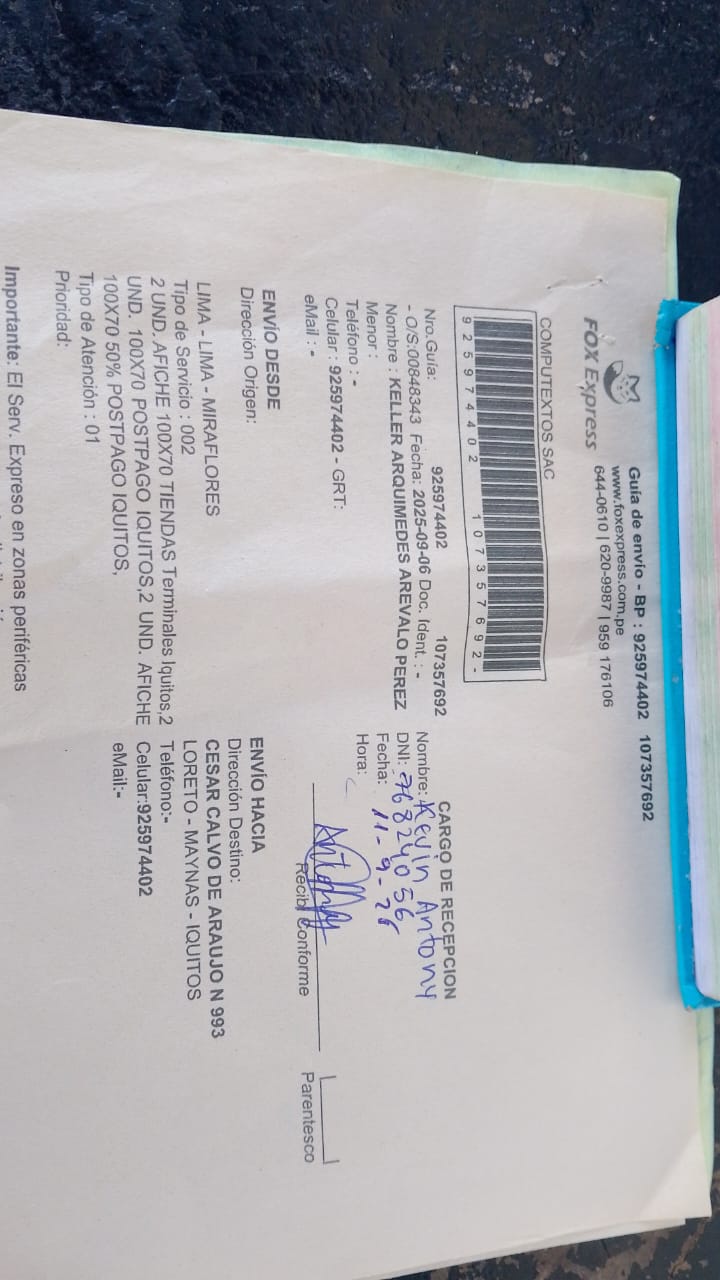 FOX Express
Guía de envío - BP : 925974402 107357692
www.foxexpress.com.pe
644-0610 | 620-9987 | 959 176106
COMPUTEXTOS SAC
925974402 107357692-
Nro.Guía: 925974402 107357692
- O/S:00848343 Fecha: 2025-09-06 Doc. Ident. : -
Nombre : KELLER ARQUIMEDES AREVALO PEREZ
Menor :
Teléfono : -
Celular : 925974402 - GRT:
eMail : -
CARGO DE RECEPCION
Nombre: Kevin Antony
DNI: 76824056
Fecha: 11-9-25
Hora:
Recibí Conforme
Parentesco
ENVÍO DESDE
Dirección Origen:
LIMA - LIMA - MIRAFLORES
Tipo de Servicio : 002
2 UND. AFICHE 100X70 TIENDAS Terminales Iquitos,2
UND. 100X70 POSTPAGO IQUITOS,2 UND. AFICHE
100X70 50% POSTPAGO IQUITOS,
Tipo de Atención : 01
Prioridad:
ENVÍO HACIA
Dirección Destino:
CESAR CALVO DE ARAUJO N 993
LORETO - MAYNAS - IQUITOS
Teléfono:-
Celular:925974402
eMail:-
Importante: El Serv. Expreso en zonas periféricas